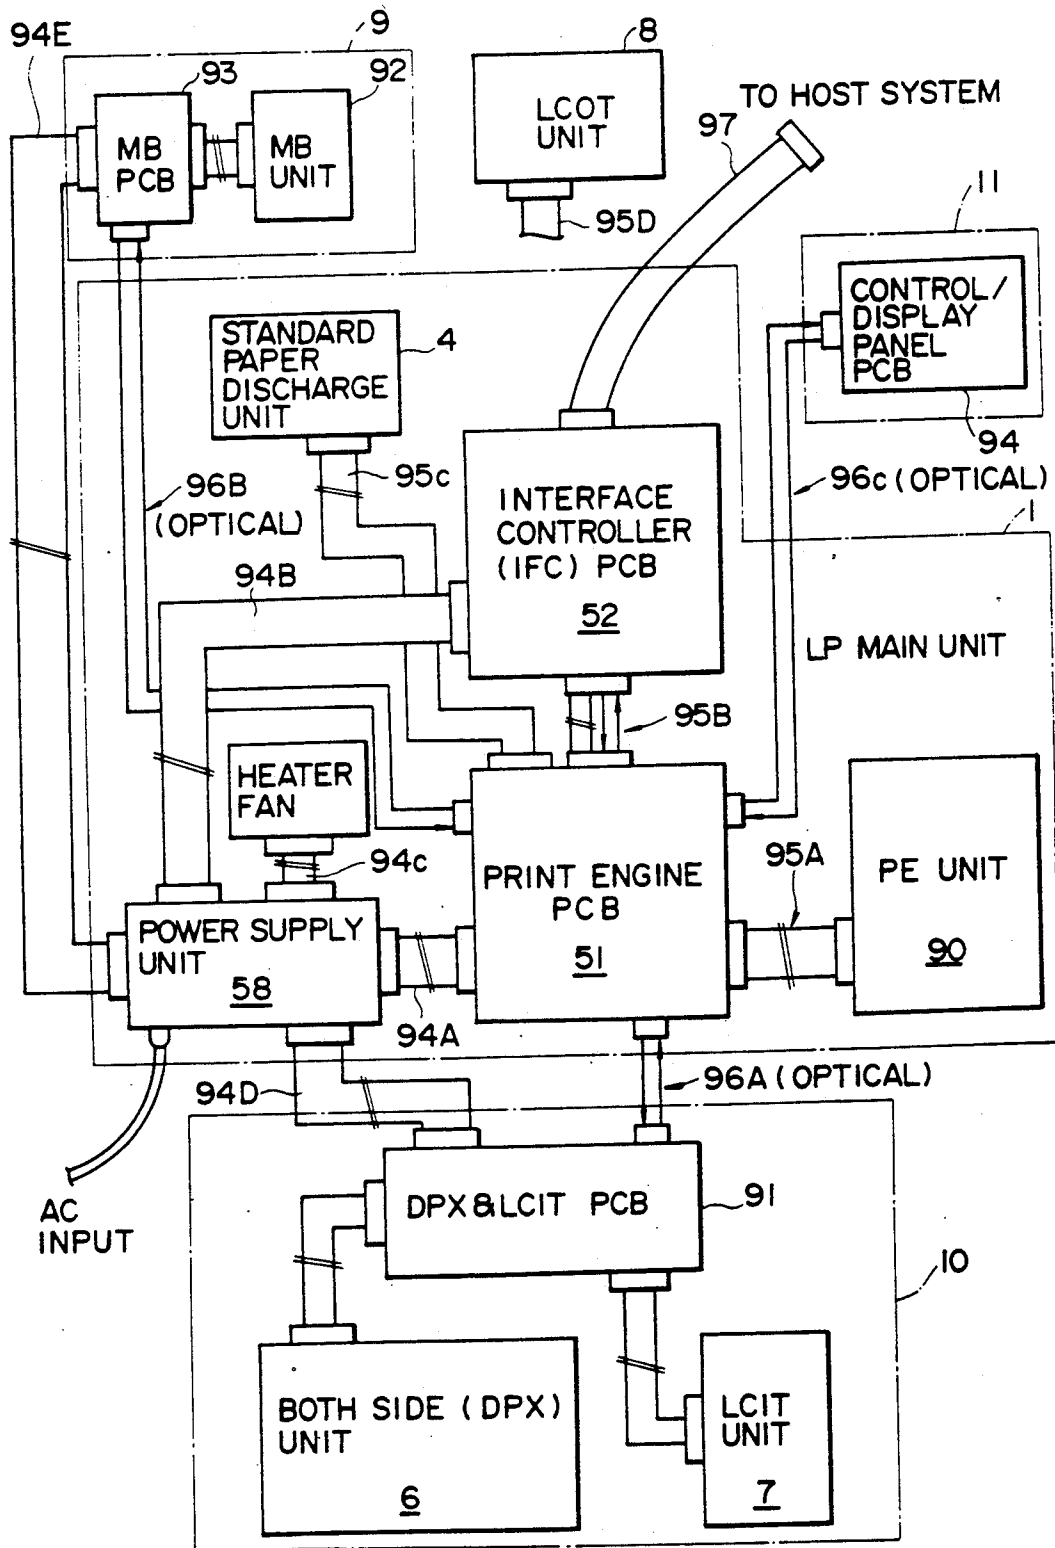 94E
9
93
92
MB
PCB
MB
UNIT
8
LCOT
UNIT
95D
TO HOST SYSTEM
97
11
CONTROL/
DISPLAY
PANEL
PCB
94
STANDARD
PAPER
DISCHARGE
UNIT
4
95c
96B
(OPTICAL)
96c (OPTICAL)
1
INTERFACE
CONTROLLER
(IFC) PCB
52
94B
LP MAIN UNIT
95B
HEATER
FAN
94c
PRINT ENGINE
PCB
51
95A
PE UNIT
90
POWER SUPPLY
UNIT
58
94A
94D
96A (OPTICAL)
AC
INPUT
DPX & LCIT PCB
91
10
BOTH SIDE (DPX)
UNIT
6
LCIT
UNIT
7